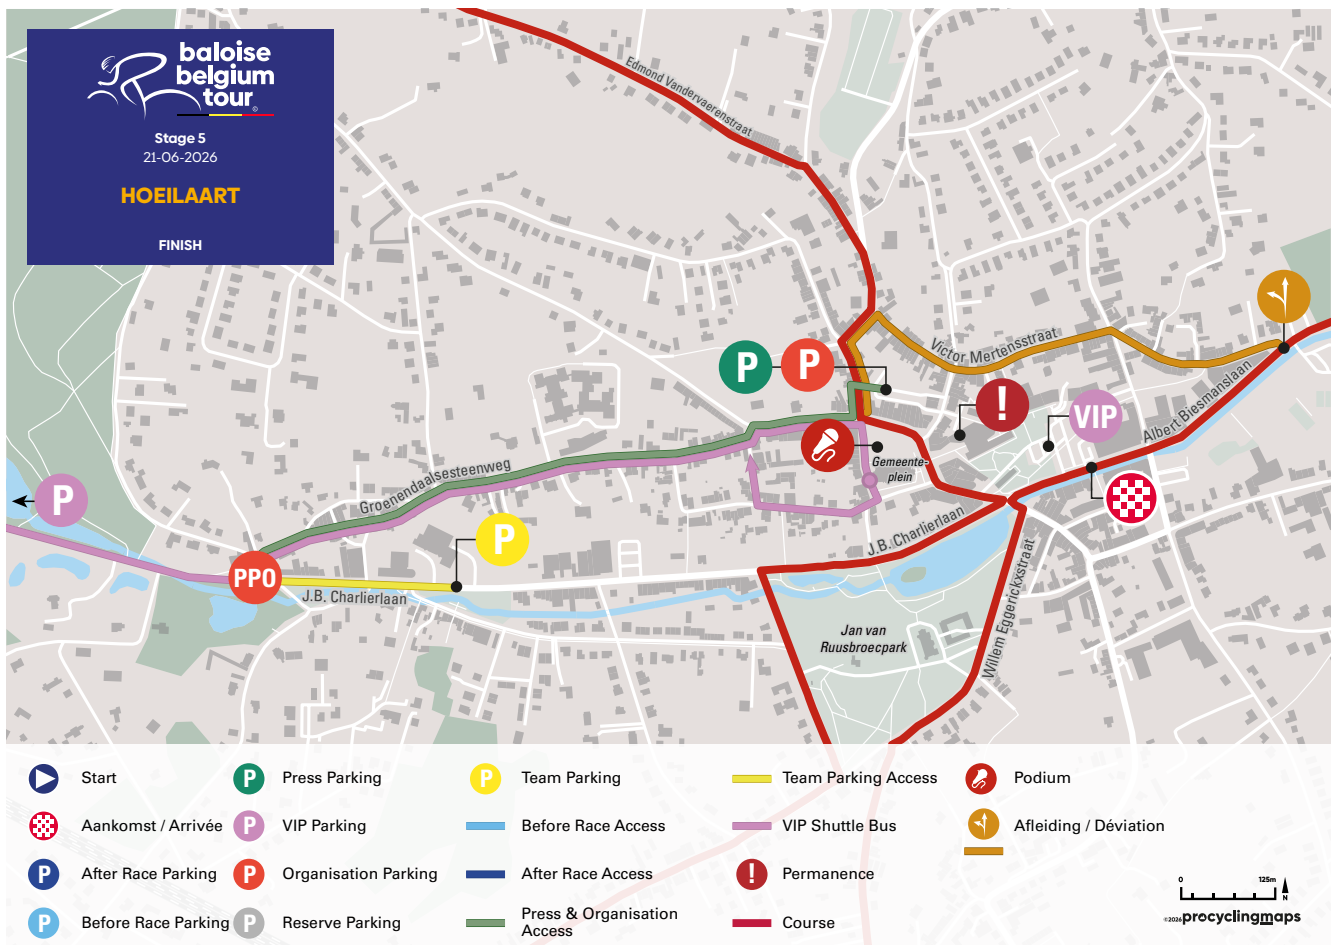 baloise
belgium
tour
©
Stage 5
21-06-2026
HOEILAART
FINISH
Edmond Vandervaerenstraat
Victor Mertensstraat
Albert Biesmanslaan
P
P
!
VIP
Gemeente-
plein
Groenendaalsesteenweg
P
P
PPO
J.B. Charlierlaan
J.B. Charlierlaan
Willem Eggerickxstraat
Jan van
Ruusbroecpark
Start
P Press Parking
P Team Parking
Team Parking Access
Podium
Aankomst / Arrivée
P VIP Parking
Before Race Access
VIP Shuttle Bus
Afleiding / Déviation
P After Race Parking
P Organisation Parking
After Race Access
! Permanence
P Before Race Parking
P Reserve Parking
Press & Organisation
Access
Course
0 125m
N
©2026 procyclingmaps